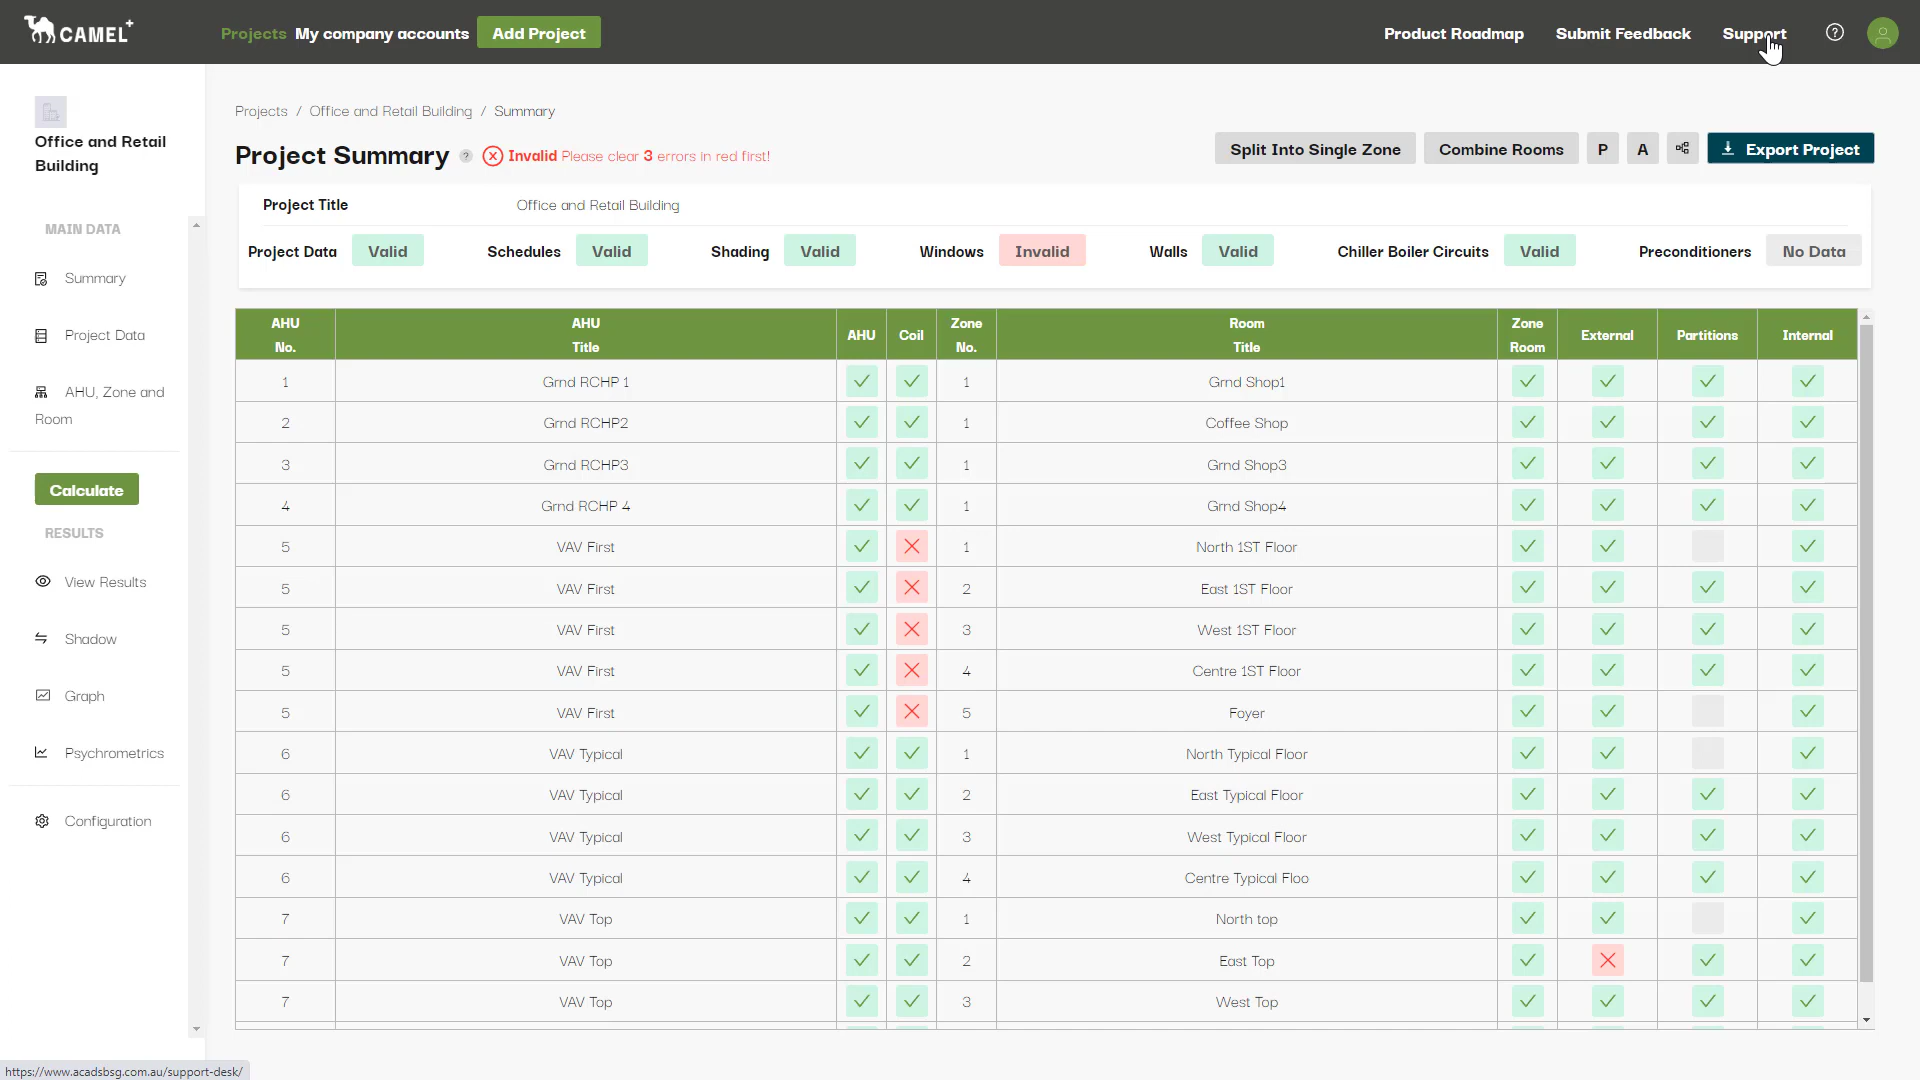 CAMEL+
Projects My company accounts Add Project
Product Roadmap Submit Feedback Support ?
Office and Retail
Building
MAIN DATA
Summary
Project Data
AHU, Zone and
Room
Calculate
RESULTS
View Results
Shadow
Graph
Psychrometrics
Configuration
Projects / Office and Retail Building / Summary
Project Summary ? Invalid Please clear 3 errors in red first!
Split Into Single Zone Combine Rooms P A Export Project
Project Title Office and Retail Building
Project Data Valid Schedules Valid Shading Valid Windows Invalid Walls Valid Chiller Boiler Circuits Valid Preconditioners No Data
AHU No. AHU Title AHU Coil Zone No. Room Title Zone Room External Partitions Internal
1 Grnd RCHP 1 1 Grnd Shop1
2 Grnd RCHP2 1 Coffee Shop
3 Grnd RCHP3 1 Grnd Shop3
4 Grnd RCHP 4 1 Grnd Shop4
5 VAV First 1 North 1ST Floor
5 VAV First 2 East 1ST Floor
5 VAV First 3 West 1ST Floor
5 VAV First 4 Centre 1ST Floor
5 VAV First 5 Foyer
6 VAV Typical 1 North Typical Floor
6 VAV Typical 2 East Typical Floor
6 VAV Typical 3 West Typical Floor
6 VAV Typical 4 Centre Typical Floo
7 VAV Top 1 North top
7 VAV Top 2 East Top
7 VAV Top 3 West Top
https://www.acadsbsg.com.au/support-desk/